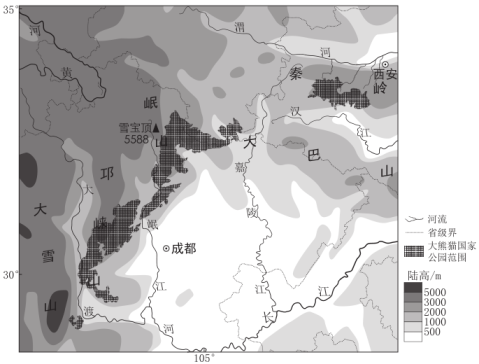 35°
河
渭
河
黄
秦
西安
岭
岷
汉
雪宝顶
5588
山
江
大
巴
邛
嘉
山
大
大
崃
岷
陵
河流
省级界
大熊猫国家
公园范围
雪
成都
陆高/m
30°
山
5000
3000
2000
1000
500
江
江
江
山
渡
长
河
105°